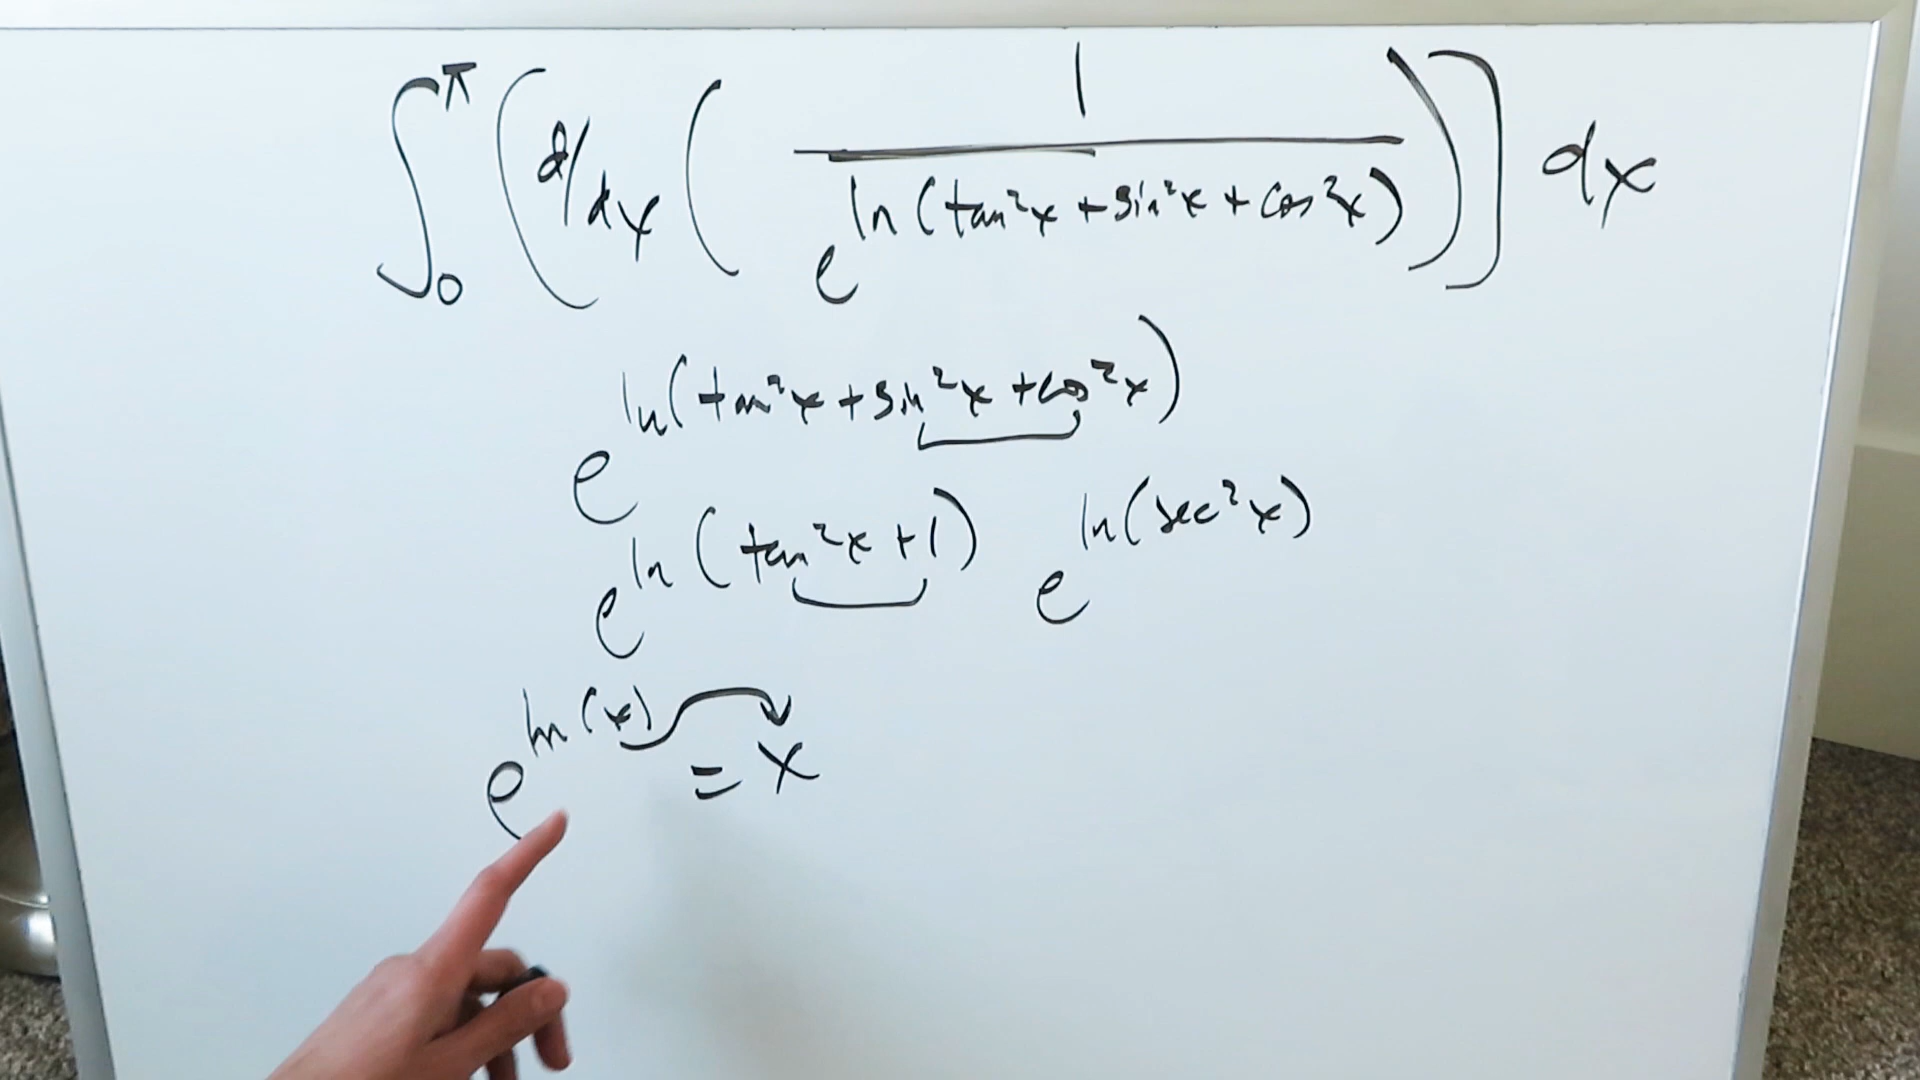 ∫₀^π (d/dx (1 / e^ln(tan²x + sin²x + cos²x))] dx
e^ln(tan²x + sin²x + cos²x)
e^ln(tan²x + 1) e^ln(sec²x)
e^ln(x) = x